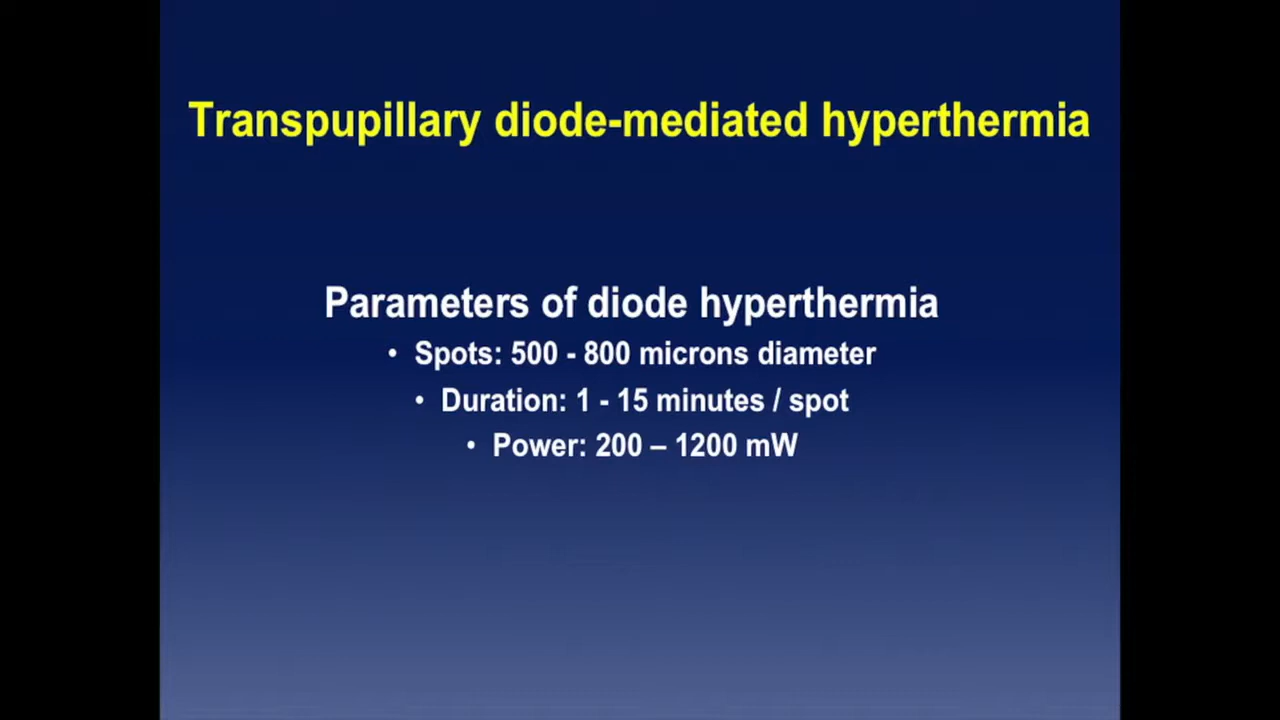 Transpupillary diode-mediated hyperthermia
Parameters of diode hyperthermia
• Spots: 500 - 800 microns diameter
• Duration: 1 - 15 minutes / spot
• Power: 200 – 1200 mW